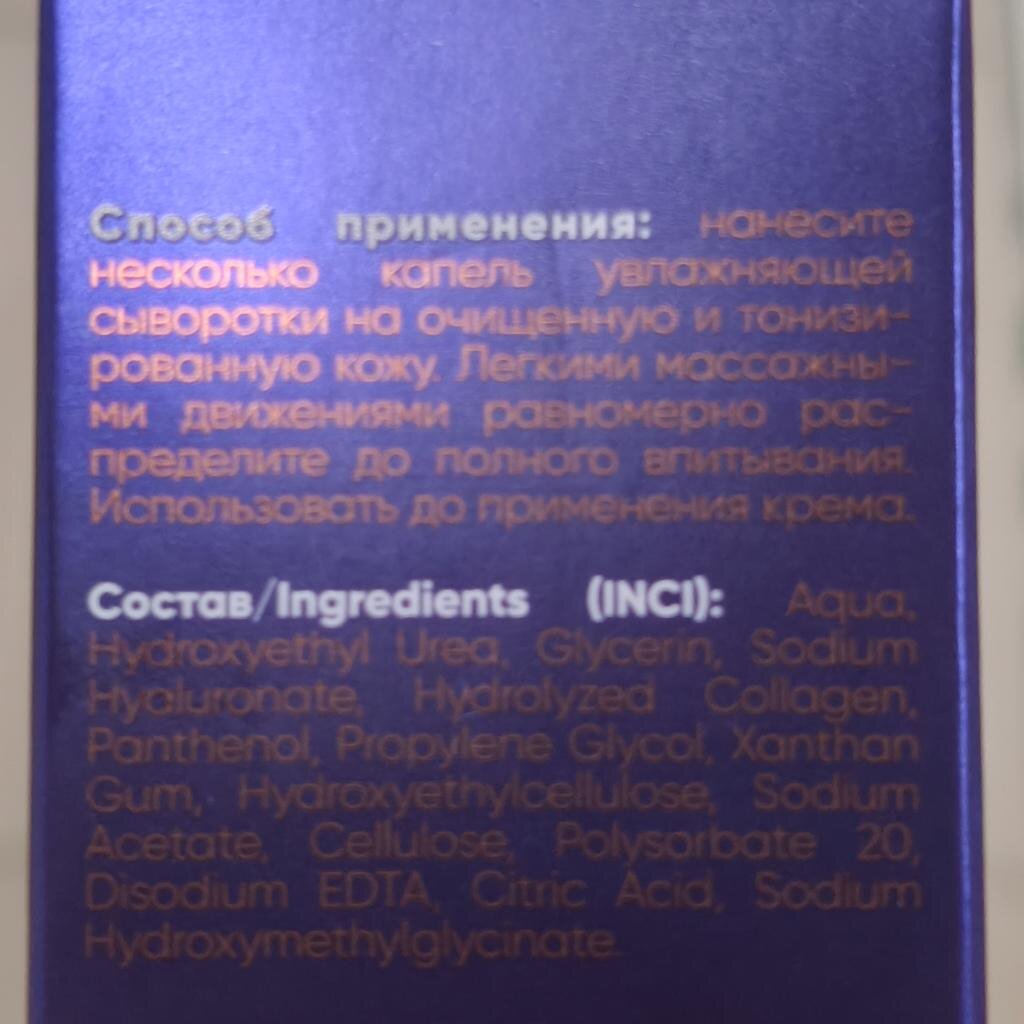 Способ применения: нанесите
несколько капель увлажняющей
сыворотки на очищенную и тонизи-
рованную кожу. Легкими массажны-
ми движениями равномерно рас-
пределите до полного впитывания.
Использовать до применения крема.
Состав/Ingredients (INCI): Aqua,
Hydroxyethyl Urea, Glycerin, Sodium
Hyaluronate, Hydrolyzed Collagen,
Panthenol, Propylene Glycol, Xanthan
Gum, Hydroxyethylcellulose, Sodium
Acetate, Cellulose, Polysorbate 20,
Disodium EDTA, Citric Acid, Sodium
Hydroxymethylglycinate.